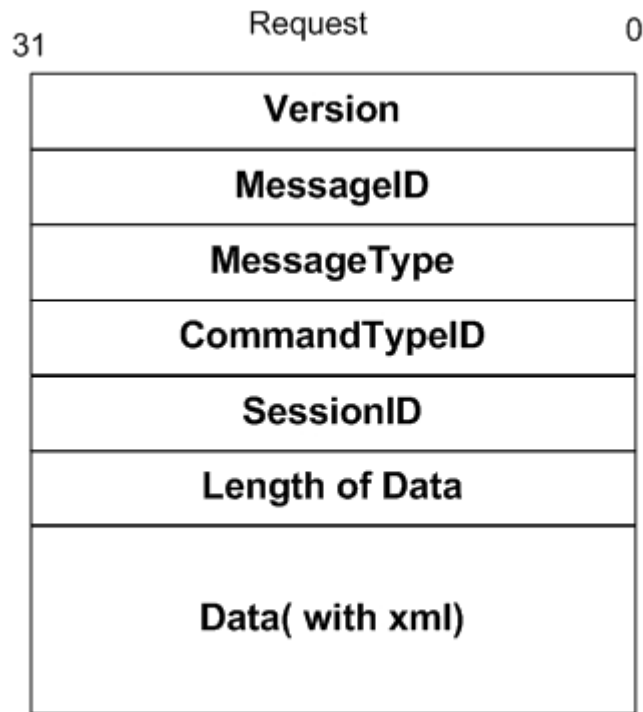 Request
31
0
Version
MessageID
MessageType
CommandTypeID
SessionID
Length of Data
Data( with xml)